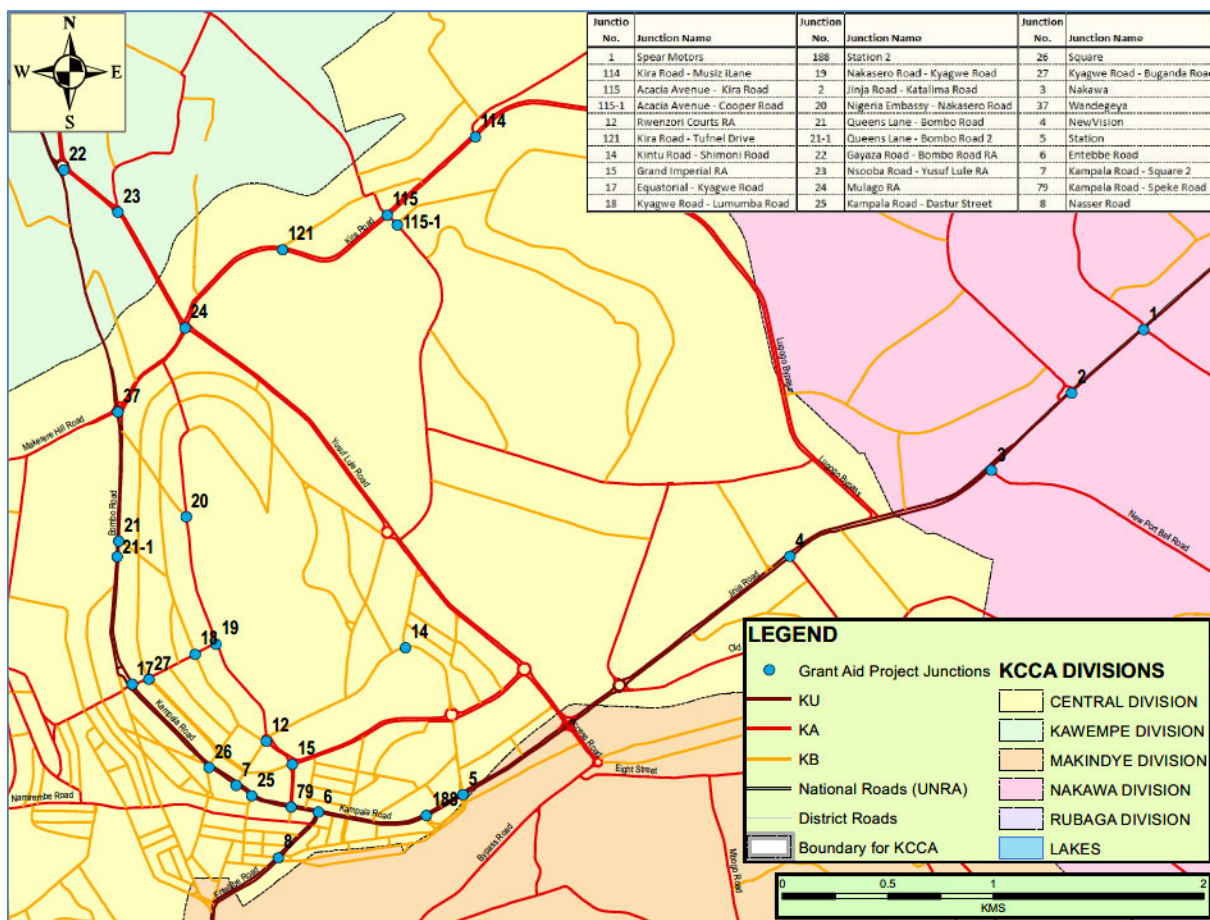 N
W E
S
Junctio No. Junction Name Junction No. Junction Name Junction No. Junction Name
1 Spear Motors 188 Station 2 26 Square
114 Kira Road - Musiz iLane 19 Nakasero Road - Kyagwe Road 27 Kyagwe Road - Buganda Road
115 Acacia Avenue - Kira Road 2 Jinja Road - Katalima Road 3 Nakawa
115-1 Acacia Avenue - Cooper Road 20 Nigeria Embassy - Nakasero Road 37 Wandegeya
12 Rwenzori Courts RA 21 Queens Lane - Bombo Road 4 NewVision
121 Kira Road - Tufnel Drive 21-1 Queens Lane - Bombo Road 2 5 Station
14 Kintu Road - Shimoni Road 22 Gayaza Road - Bombo Road RA 6 Entebbe Road
15 Grand Imperial RA 23 Nsooba Road - Yusuf Lule RA 7 Kampala Road - Square 2
17 Equatorial - Kyagwe Road 24 Mulago RA 79 Kampala Road - Speke Road
18 Kyagwe Road - Lumumba Road 25 Kampala Road - Dastur Street 8 Nasser Road
114
22
23
115
115-1
Kira Road
121
24
1
Lugogo Bypass
2
37
Makerere Hill Road
Yusuf Lule Road
3
Lugogo Bypass
20
New Port Bell Road
Bombo Road
21
21-1
4
Jinja Road
19
18
14
Old
27
17
Kampala Road
12
15
26
Eight Street
7
25
5
79
6
188
Namirembe Road
Kampala Road
Bypass Road
8
Mbogo Road
Entebbe Road
LEGEND
Grant Aid Project Junctions
KU
KA
KB
National Roads (UNRA)
District Roads
Boundary for KCCA
KCCA DIVISIONS
CENTRAL DIVISION
KAWEMPE DIVISION
MAKINDYE DIVISION
NAKAWA DIVISION
RUBAGA DIVISION
LAKES
0 0.5 1 2
KMS